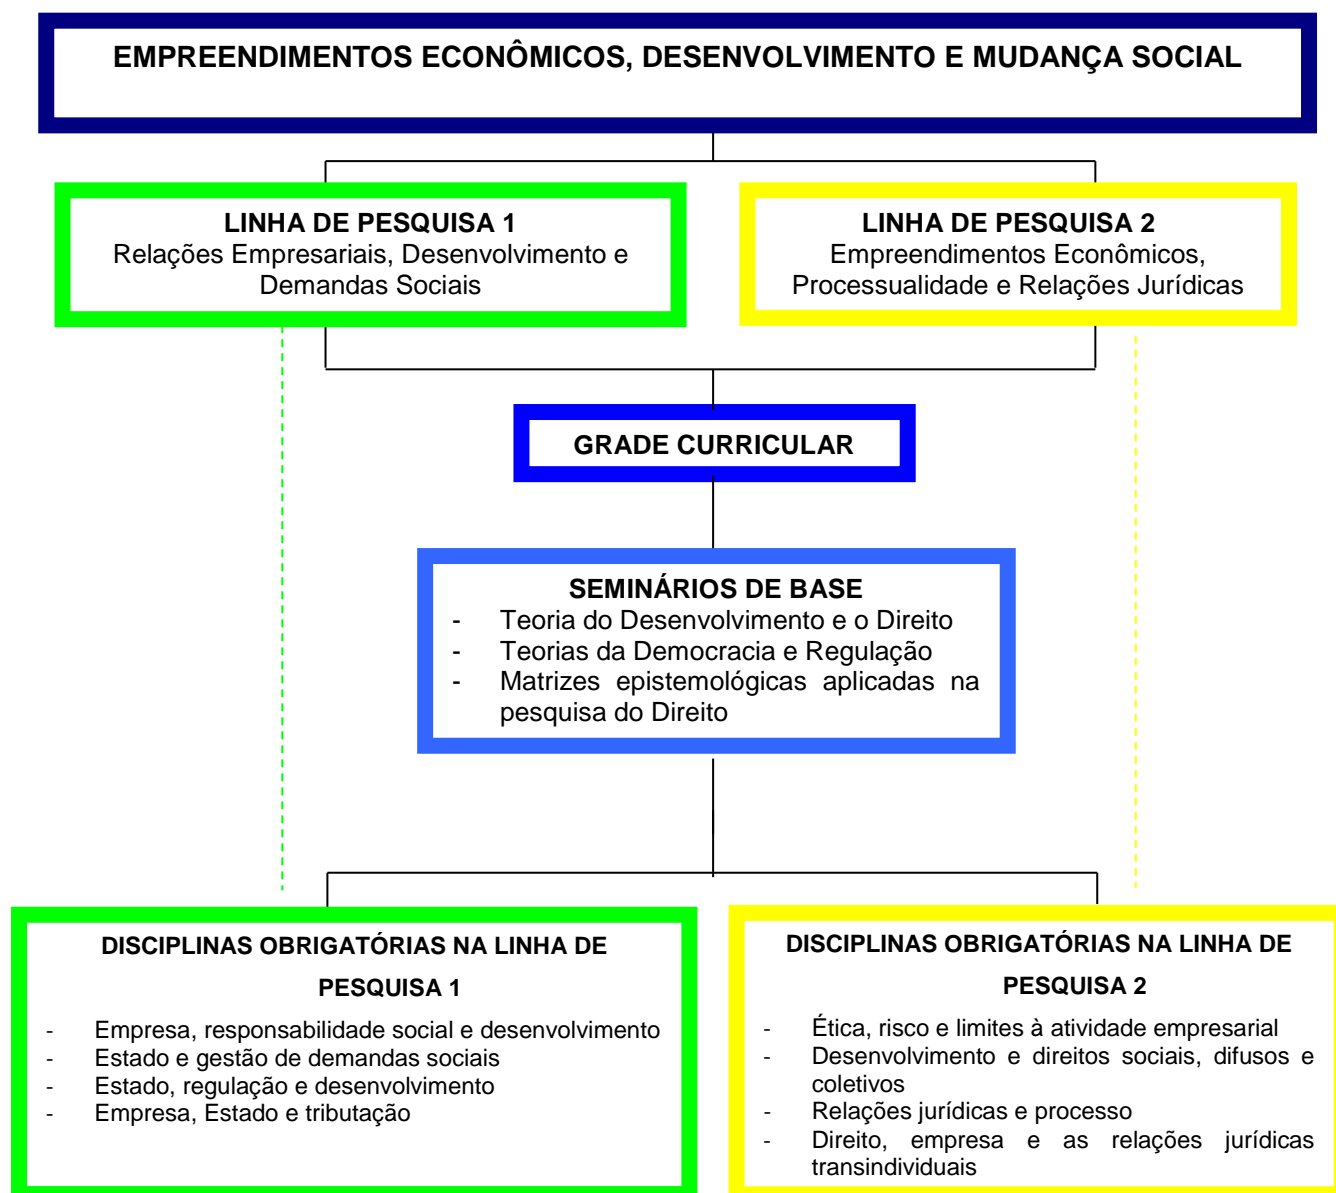 EMPREENDIMENTOS ECONÔMICOS, DESENVOLVIMENTO E MUDANÇA SOCIAL
LINHA DE PESQUISA 1
Relações Empresariais, Desenvolvimento e
Demandas Sociais
LINHA DE PESQUISA 2
Empreendimentos Econômicos,
Processualidade e Relações Jurídicas
GRADE CURRICULAR
SEMINÁRIOS DE BASE
- Teoria do Desenvolvimento e o Direito
- Teorias da Democracia e Regulação
- Matrizes epistemológicas aplicadas na
pesquisa do Direito
DISCIPLINAS OBRIGATÓRIAS NA LINHA DE
PESQUISA 1
- Empresa, responsabilidade social e desenvolvimento
- Estado e gestão de demandas sociais
- Estado, regulação e desenvolvimento
- Empresa, Estado e tributação
DISCIPLINAS OBRIGATÓRIAS NA LINHA DE
PESQUISA 2
- Ética, risco e limites à atividade empresarial
- Desenvolvimento e direitos sociais, difusos e
coletivos
- Relações jurídicas e processo
- Direito, empresa e as relações jurídicas
transindividuais